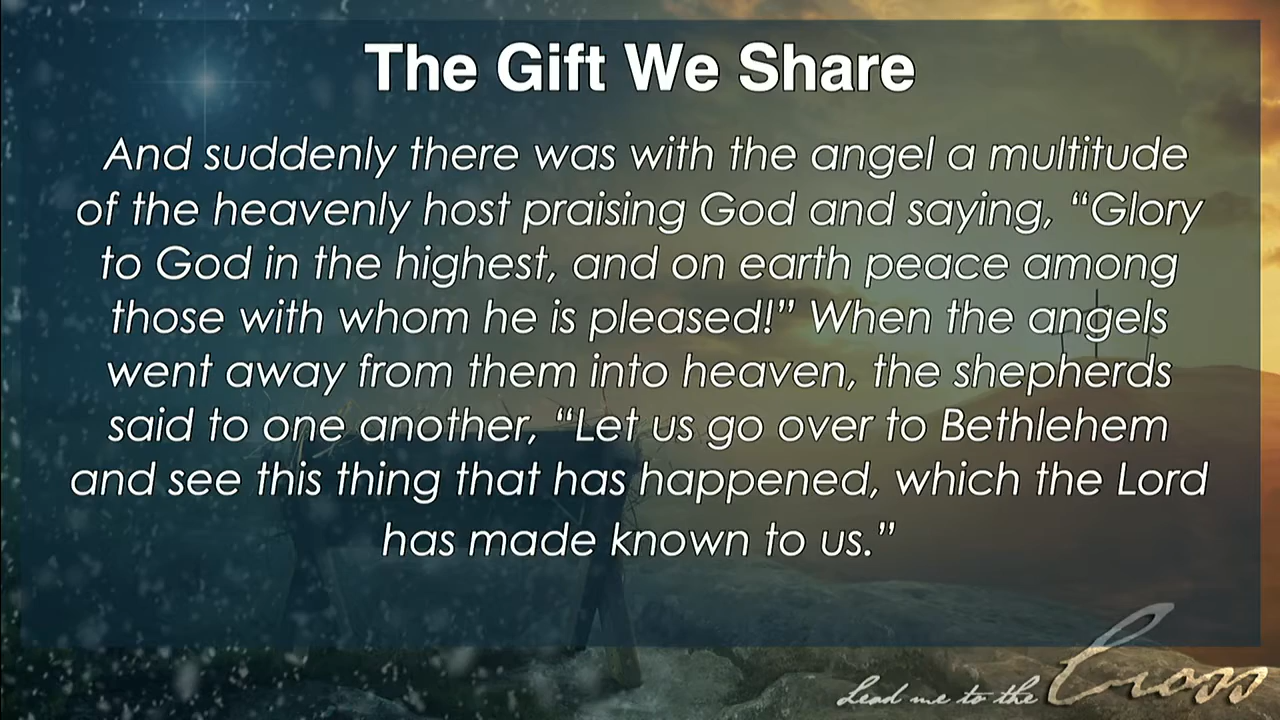 The Gift We Share
And suddenly there was with the angel a multitude
of the heavenly host praising God and saying, “Glory
to God in the highest, and on earth peace among
those with whom he is pleased!” When the angels
went away from them into heaven, the shepherds
said to one another, “Let us go over to Bethlehem
and see this thing that has happened, which the Lord
has made known to us.”
Lead me to the Cross